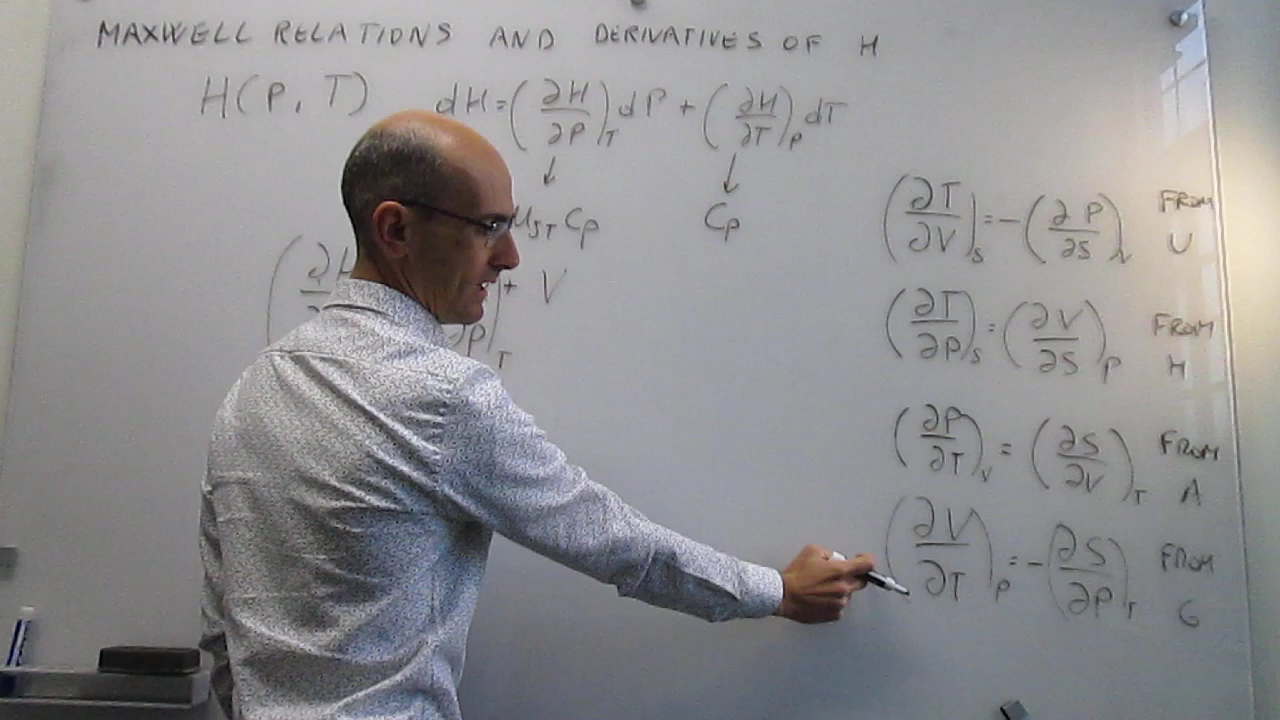 MAXWELL RELATIONS AND DERIVATIVES OF H
H(P, T) dH = (∂H/∂P)_T dP + (∂H/∂T)_P dT
↓ ↓
μ_JT C_P C_P
(∂H + V
∂P)_T
(∂T/∂V)_S = -(∂P/∂S)_V FROM U
(∂T/∂P)_S = (∂V/∂S)_P FROM H
(∂P/∂T)_V = (∂S/∂V)_T FROM A
(∂V/∂T)_P = -(∂S/∂P)_T FROM G